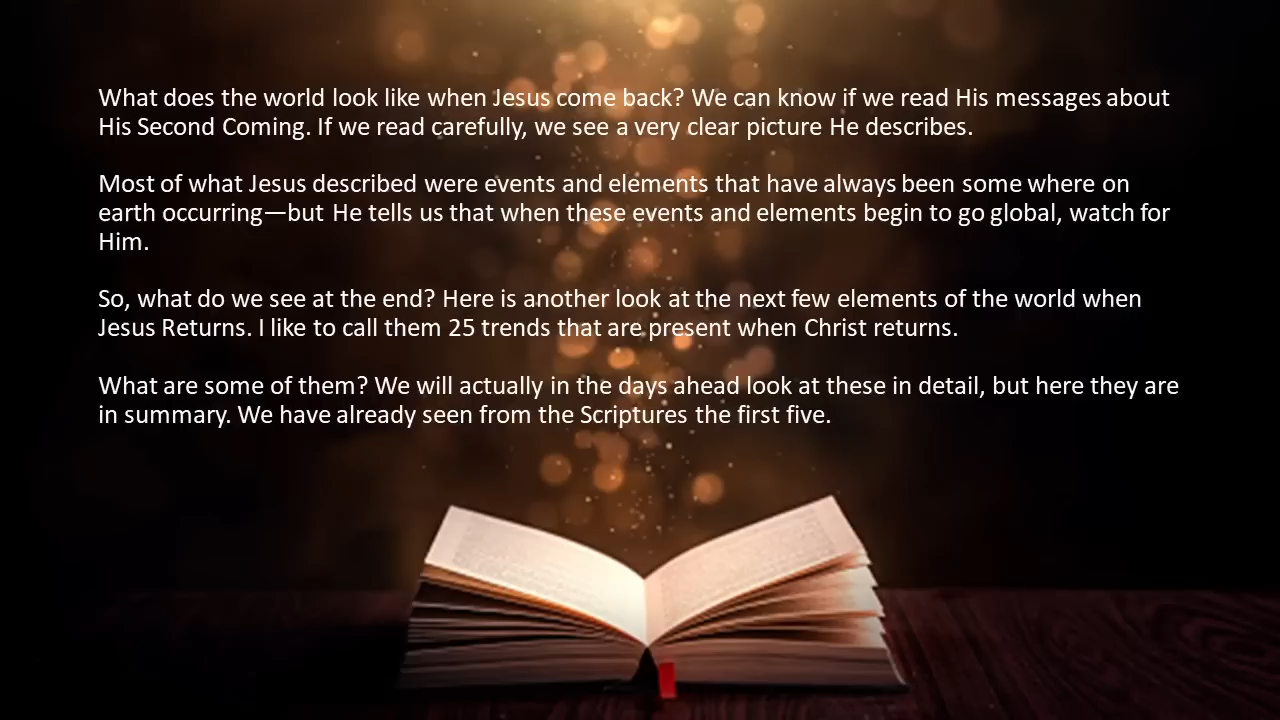 What does the world look like when Jesus come back? We can know if we read His messages about
His Second Coming. If we read carefully, we see a very clear picture He describes.
Most of what Jesus described were events and elements that have always been some where on
earth occurring—but He tells us that when these events and elements begin to go global, watch for
Him.
So, what do we see at the end? Here is another look at the next few elements of the world when
Jesus Returns. I like to call them 25 trends that are present when Christ returns.
What are some of them? We will actually in the days ahead look at these in detail, but here they are
in summary. We have already seen from the Scriptures the first five.